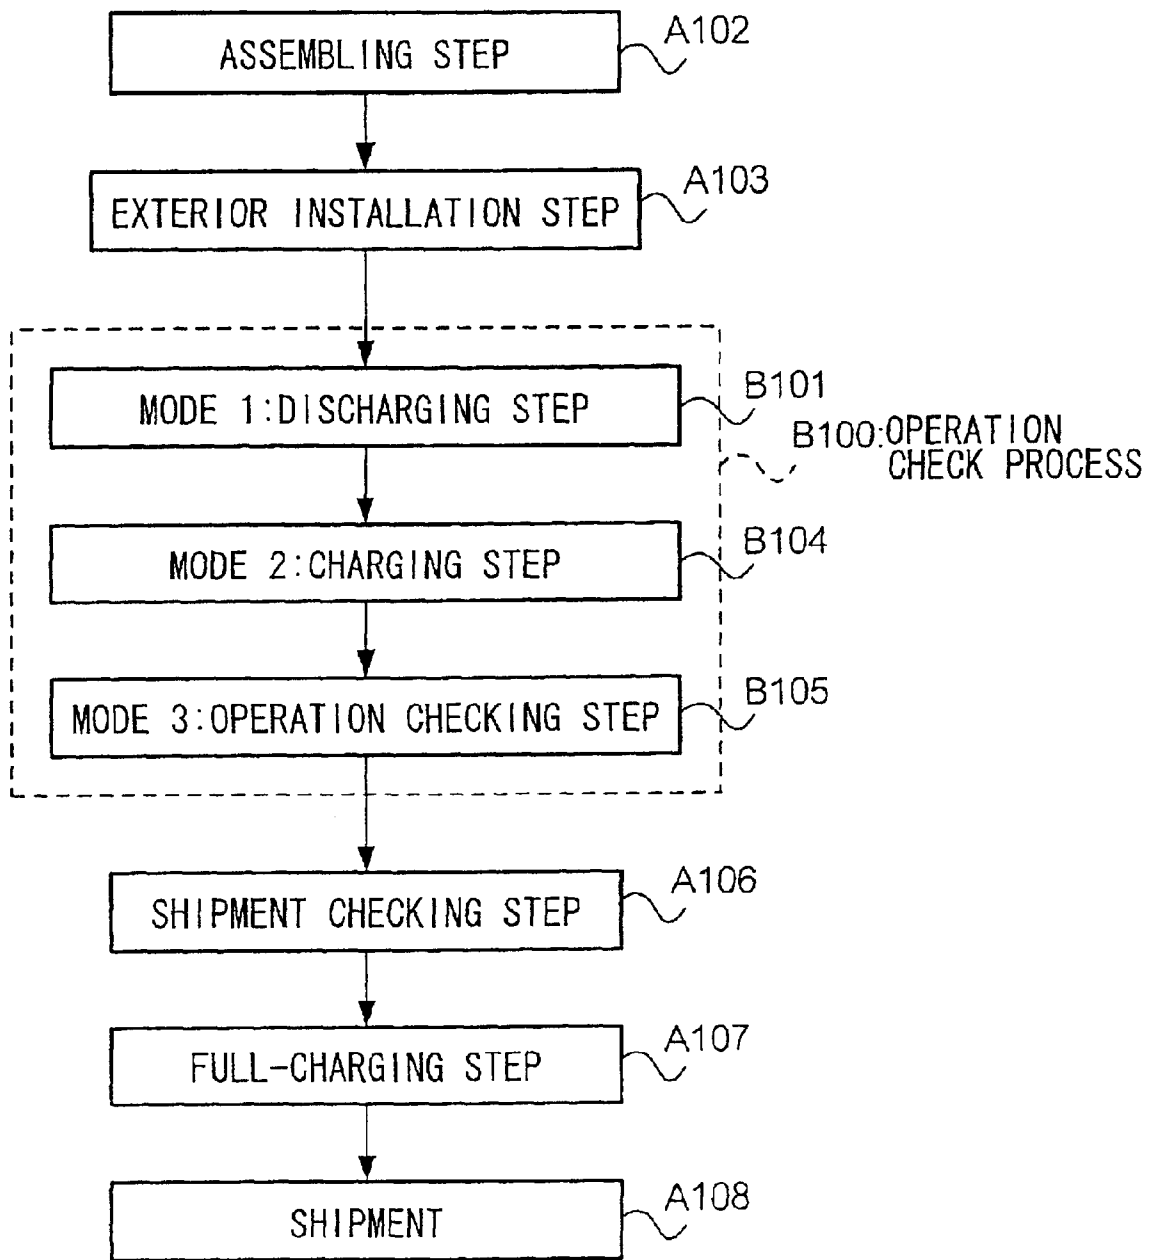 ASSEMBLING STEP
A102
EXTERIOR INSTALLATION STEP
A103
MODE 1:DISCHARGING STEP
B101
B100:OPERATION
CHECK PROCESS
MODE 2:CHARGING STEP
B104
MODE 3:OPERATION CHECKING STEP
B105
SHIPMENT CHECKING STEP
A106
FULL-CHARGING STEP
A107
SHIPMENT
A108